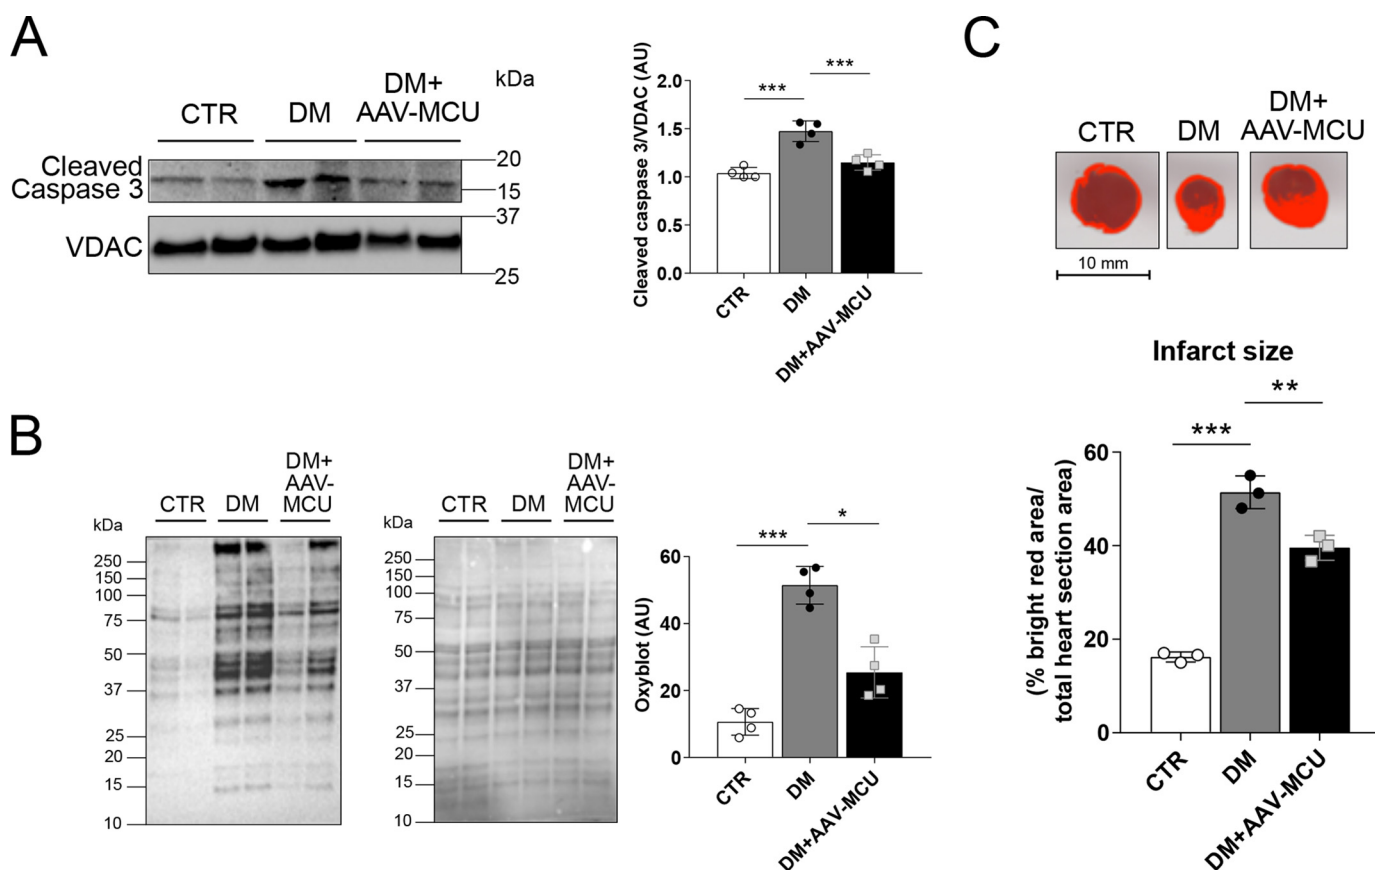 A
CTR
DM
DM+
AAV-MCU
kDa
Cleaved
Caspase 3
20
15
VDAC
37
25
Cleaved caspase 3/VDAC (AU)
2.0
1.5
1.0
0.5
0.0
***
***
CTR
DM
DM+AAV-MCU
B
kDa
CTR
DM
DM+
AAV-
MCU
250
150
100
75
50
37
25
20
15
10
kDa
CTR
DM
DM+
AAV-
MCU
250
150
100
75
50
37
25
20
15
10
Oxyblot (AU)
60
40
20
0
***
*
CTR
DM
DM+AAV-MCU
C
CTR
DM
DM+
AAV-MCU
10 mm
Infarct size
(% bright red area/
total heart section area)
60
40
20
0
***
**
CTR
DM
DM+AAV-MCU